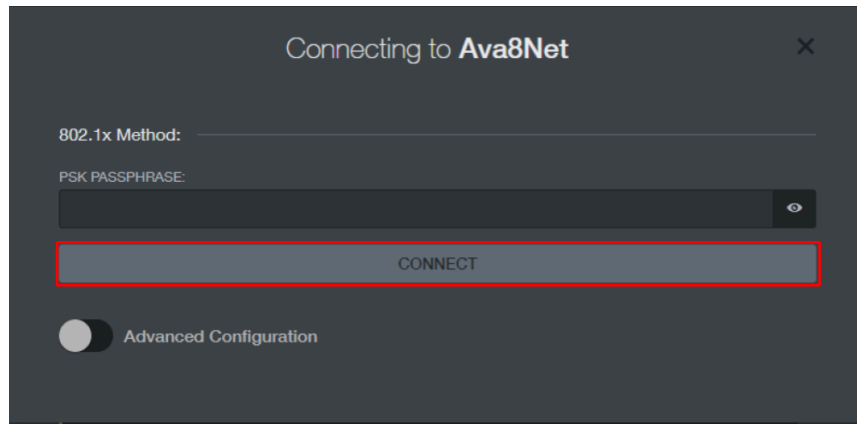 Connecting to Ava8Net
802.1x Method:
PSK PASSPHRASE:
CONNECT
Advanced Configuration